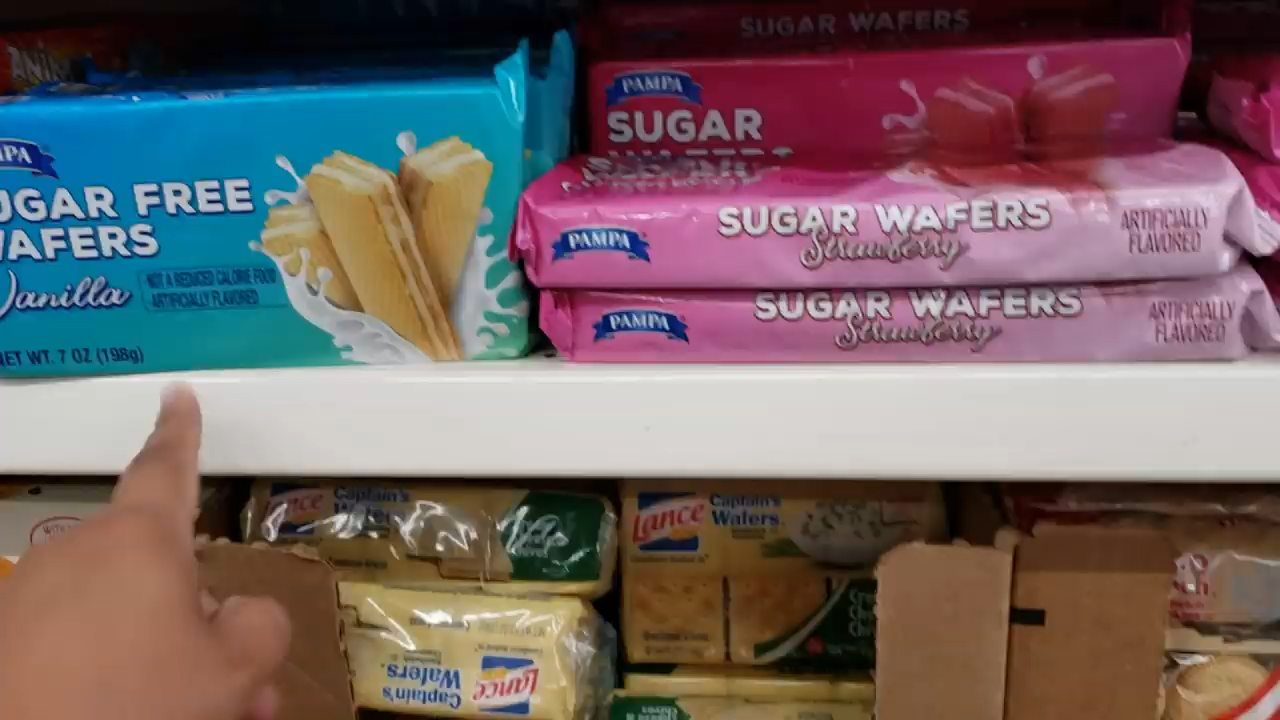 SUGAR WAFERS
PAMPA
SUGAR
PA
UGAR FREE
WAFERS
Vanilla
NOT A REDUCED CALORIE FOOD
ARTIFICIALLY FLAVORED
NET WT. 7 OZ (198g)
PAMPA
SUGAR WAFERS
Strawberry
ARTIFICIALLY
FLAVORED
PAMPA
SUGAR WAFERS
Strawberry
ARTIFICIALLY
FLAVORED
Lance
Captain's
Wafers
Lance
Captain's
Wafers
Lance
Captain's
Wafers